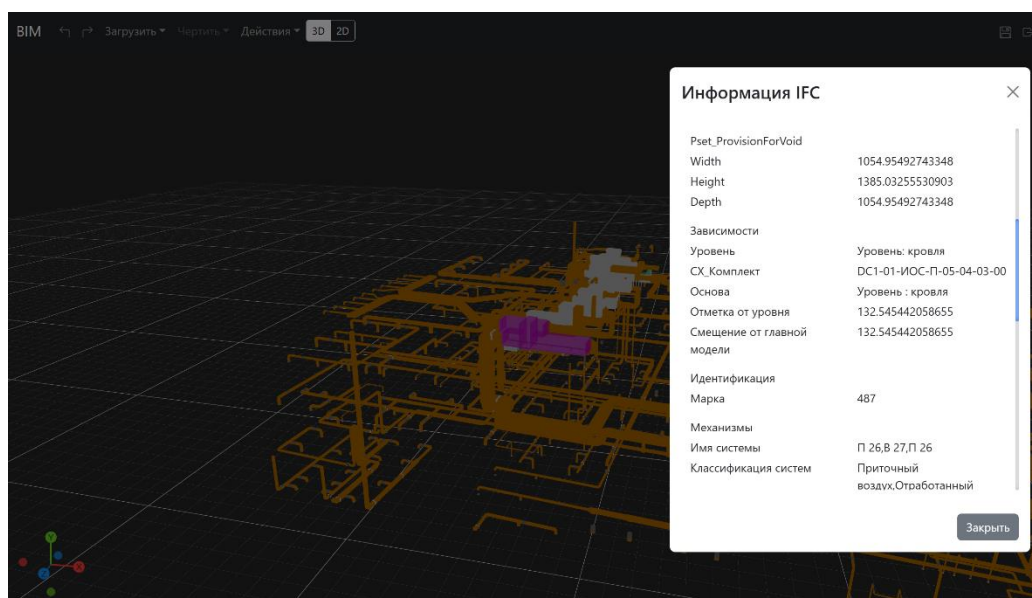 BIM Загрузить Чертить Действия 3D 2D
Информация IFC
Pset_ProvisionForVoid
Width 1054.95492743348
Height 1385.03255530903
Depth 1054.95492743348
Зависимости
Уровень Уровень: кровля
СХ_Комплект DC1-01-ИОС-П-05-04-03-00
Основа Уровень : кровля
Отметка от уровня 132.545442058655
Смещение от главной 132.545442058655
модели
Идентификация
Марка 487
Механизмы
Имя системы П 26,В 27,П 26
Классификация систем Приточный
воздух,Отработанный
Закрыть
Y
X
Z